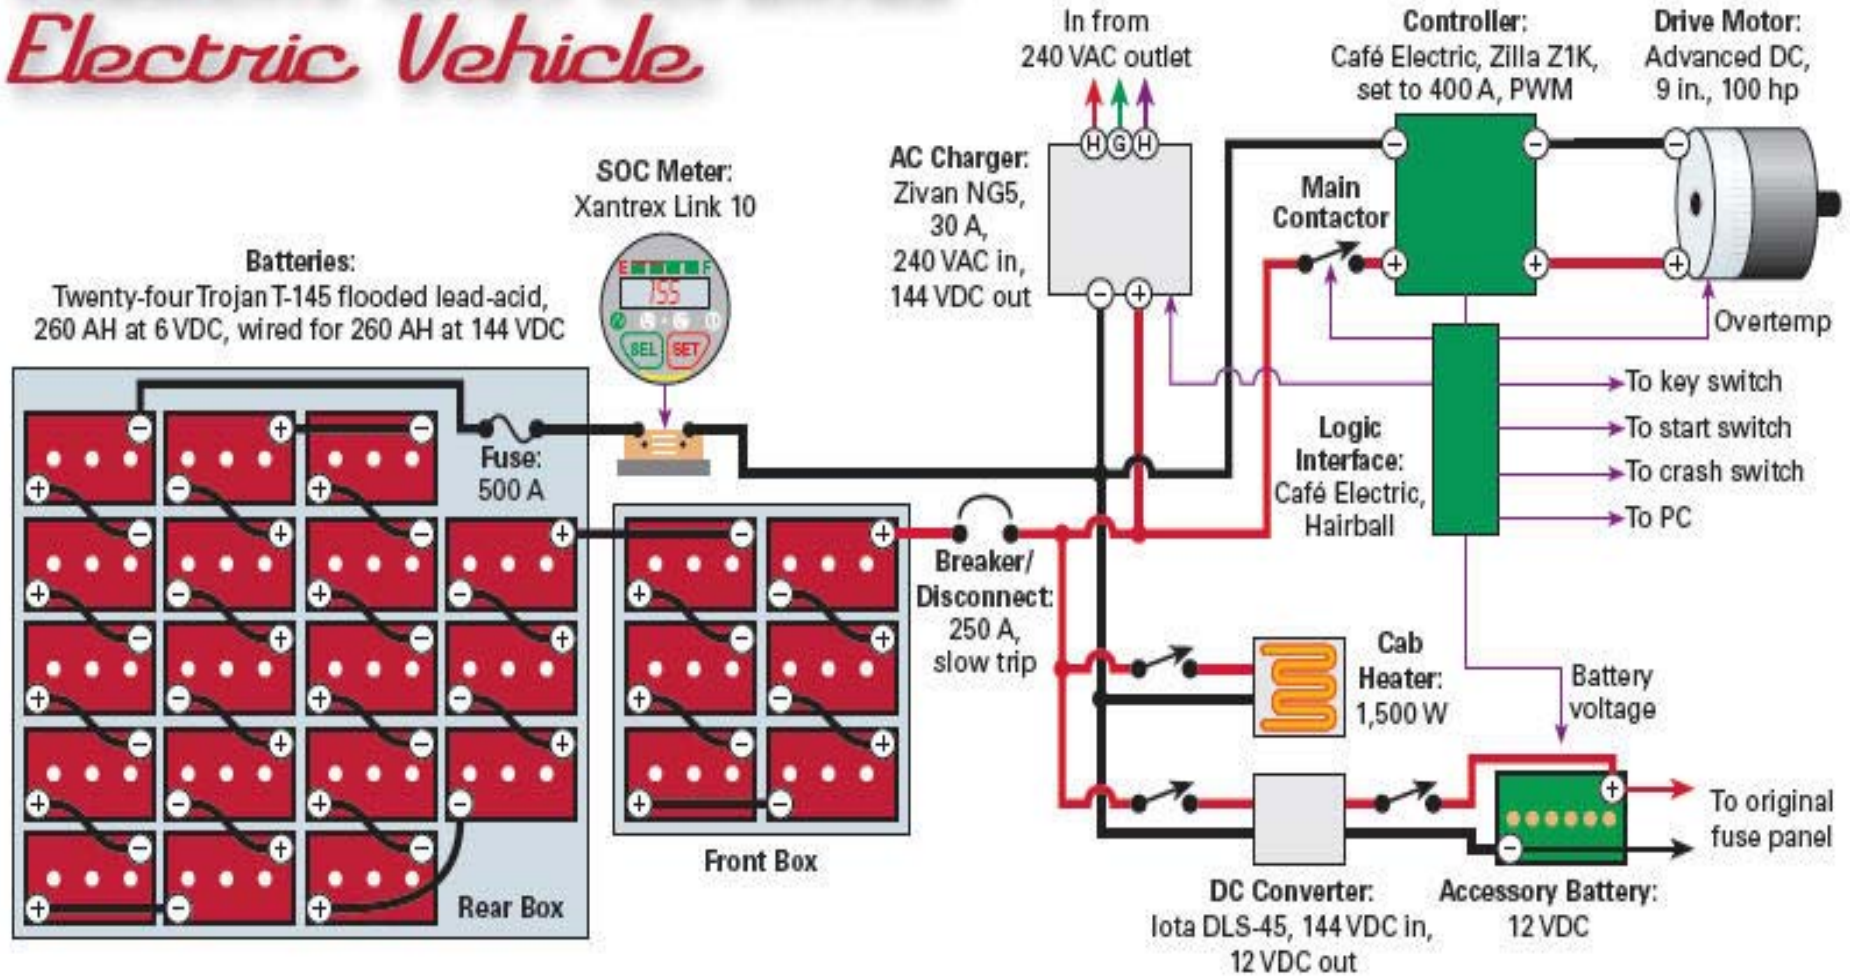 Electric Vehicle
In from
240 VAC outlet
Controller:
Café Electric, Zilla Z1K,
set to 400 A, PWM
Drive Motor:
Advanced DC,
9 in., 100 hp
H G H
AC Charger:
Zivan NG5,
30 A,
240 VAC in,
144 VDC out
Main
Contactor
SOC Meter:
Xantrex Link 10
E F
155
SEL SET
Batteries:
Twenty-four Trojan T-145 flooded lead-acid,
260 AH at 6 VDC, wired for 260 AH at 144 VDC
Overtemp
To key switch
To start switch
To crash switch
To PC
Logic
Interface:
Café Electric,
Hairball
Fuse:
500 A
Breaker/
Disconnect:
250 A,
slow trip
Cab
Heater:
1,500 W
Battery
voltage
To original
fuse panel
Front Box
Rear Box
DC Converter:
Iota DLS-45, 144 VDC in,
12 VDC out
Accessory Battery:
12 VDC